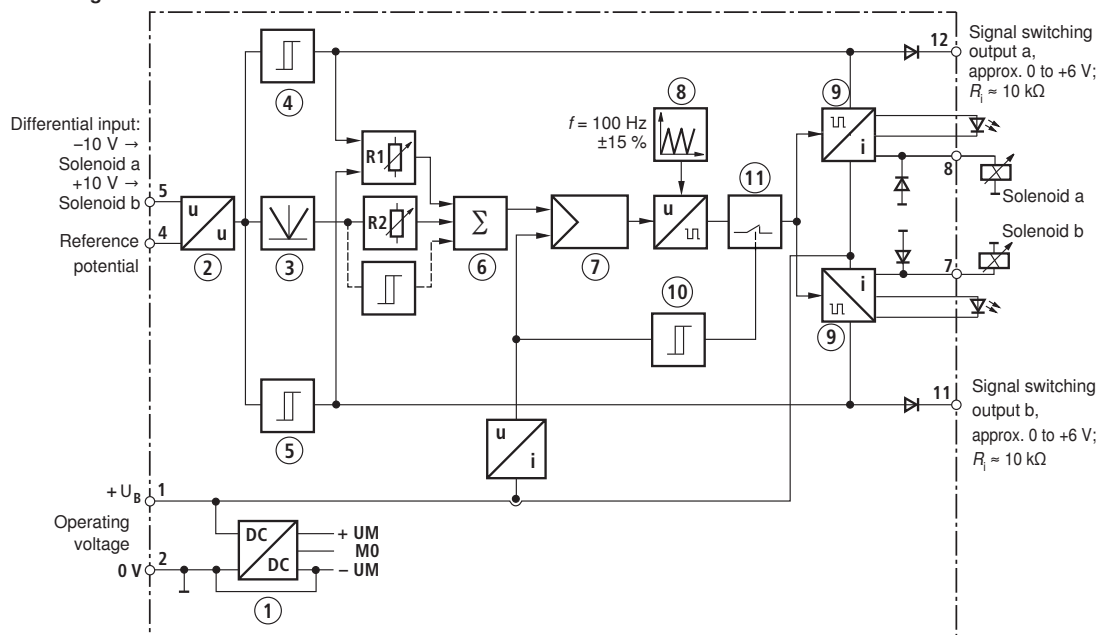 12
Signal switching
output a,
approx. 0 to +6 V;
Ri ≈ 10 kΩ
4
9
8
f = 100 Hz
±15 %
Differential input:
–10 V →
Solenoid a
+10 V →
Solenoid b
R1
i
8
Solenoid a
11
5
u
u
R2
Σ
u
Solenoid b
4
Reference
potential
2
3
6
7
7
i
10
9
11
Signal switching
output b,
approx. 0 to +6 V;
Ri ≈ 10 kΩ
5
u
i
+ UB
1
Operating
voltage
DC
DC
+ UM
M0
– UM
2
0 V
1